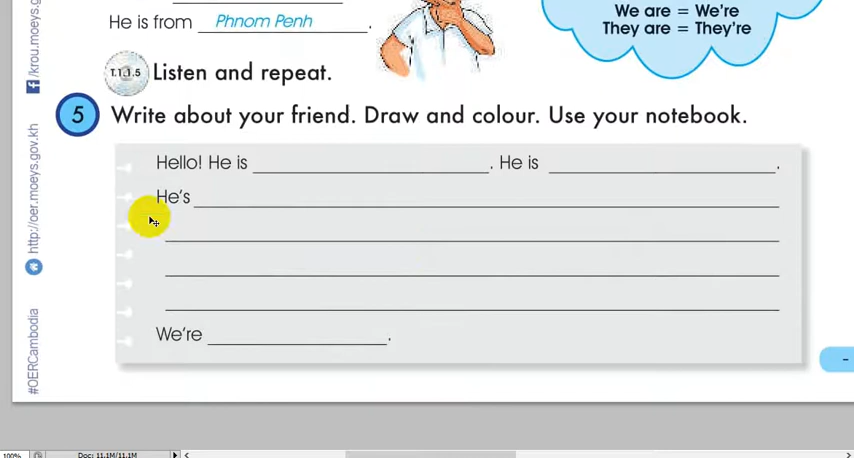 He is from Phnom Penh.
We are = We're
They are = They're
T.1.1.5 Listen and repeat.
5 Write about your friend. Draw and colour. Use your notebook.
Hello! He is . He is .
He's
We're .
/krou.moeys.g
http://oer.moeys.gov.kh
#OERCambodia
100% Doc: 11.1M/11.1M